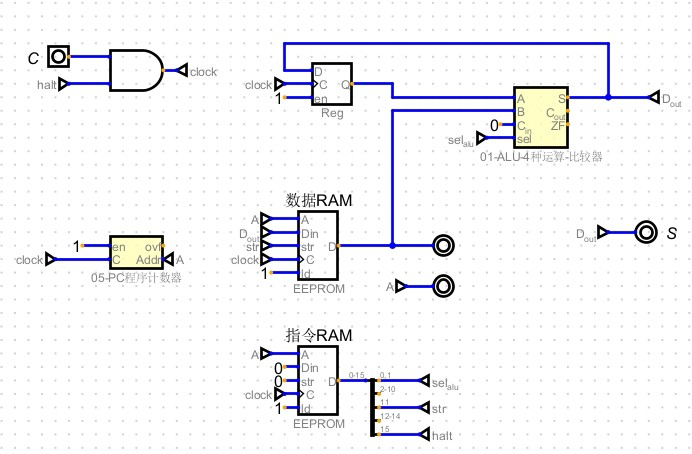 C
halt
clock
clock
1
D
C
en
Q
Reg
A
B
Cin
sel
S
Cout
ZF
0
selalu
Dout
01-ALU-4种运算-比较器
数据RAM
A
Dout
str
clock
1
A
Din
str
C
ld
D
EEPROM
A
Dout
S
1
clock
en
C
ovf
Addr
A
05-PC程序计数器
指令RAM
A
0
0
clock
1
A
Din
str
C
ld
D
EEPROM
0-15
0,1
2-10
11
12-14
15
selalu
str
halt